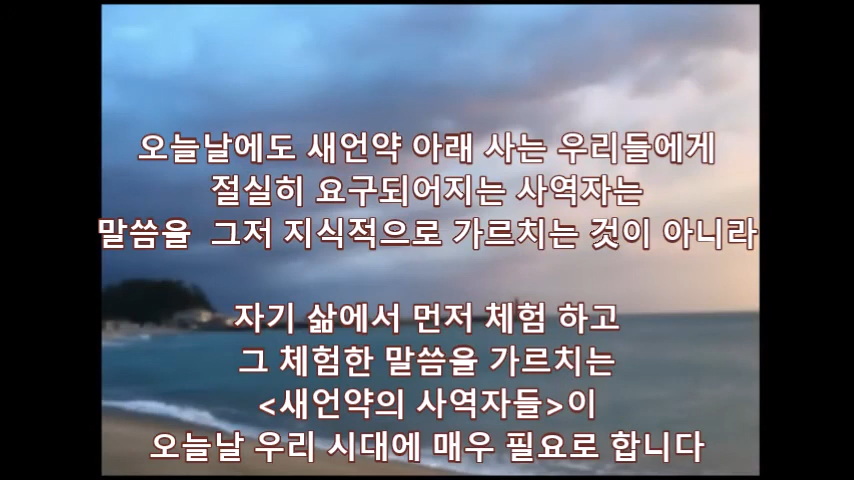 오늘날에도 새언약 아래 사는 우리들에게
절실히 요구되어지는 사역자는
말씀을 그저 지식적으로 가르치는 것이 아니라
자기 삶에서 먼저 체험 하고
그 체험한 말씀을 가르치는
<새언약의 사역자들>이
오늘날 우리 시대에 매우 필요로 합니다